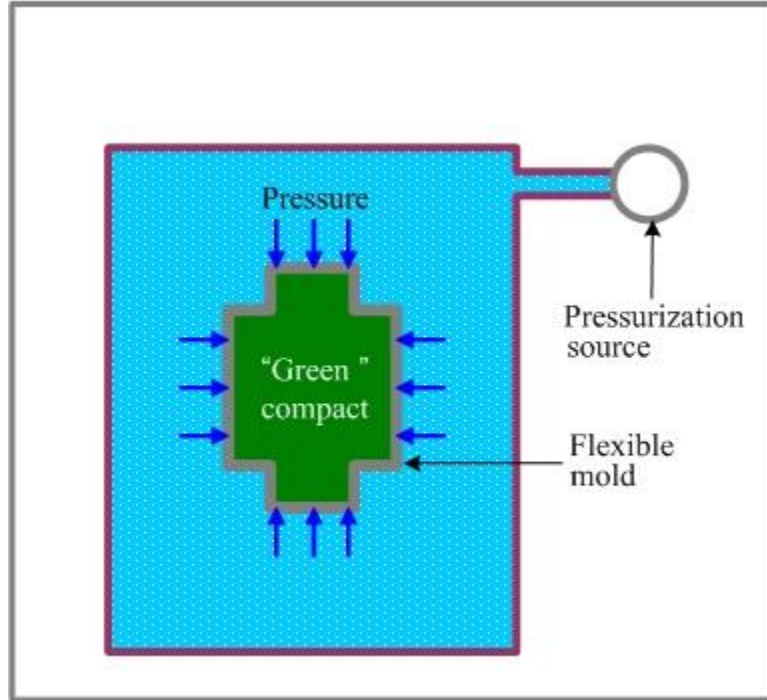 Pressure
Pressurization
source
“Green ”
compact
Flexible
mold